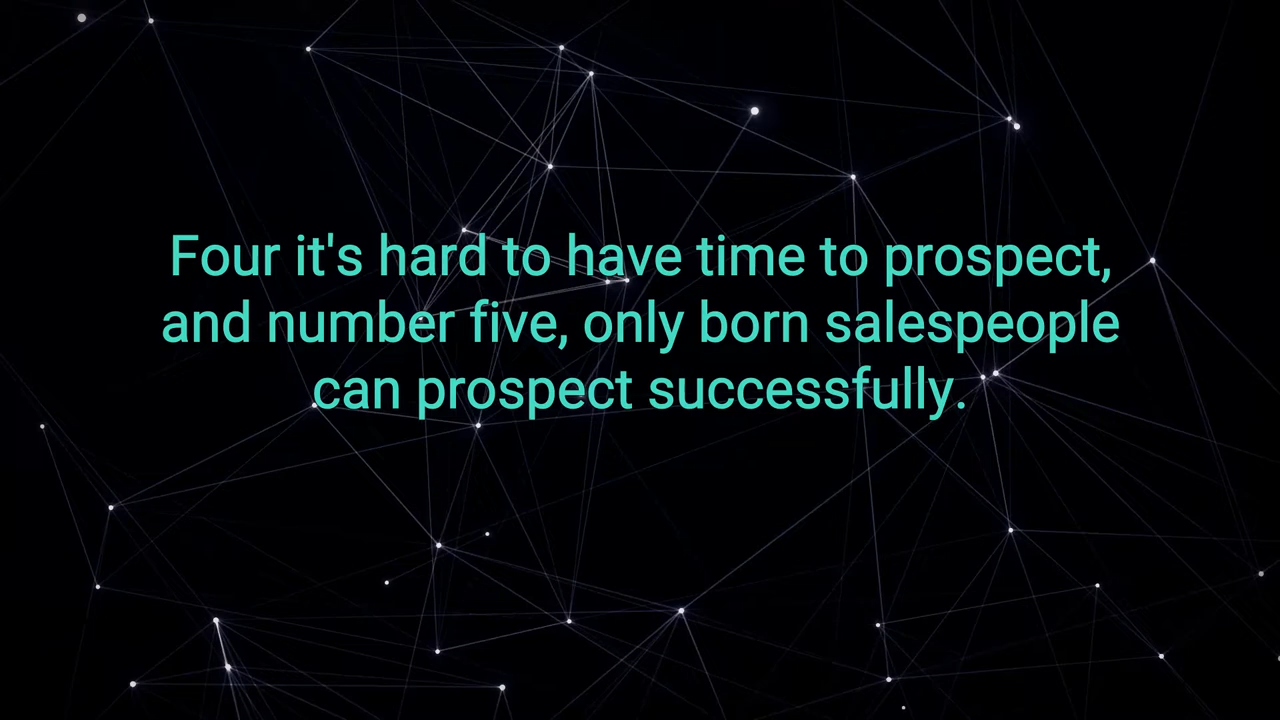 Four it's hard to have time to prospect,
and number five, only born salespeople
can prospect successfully.